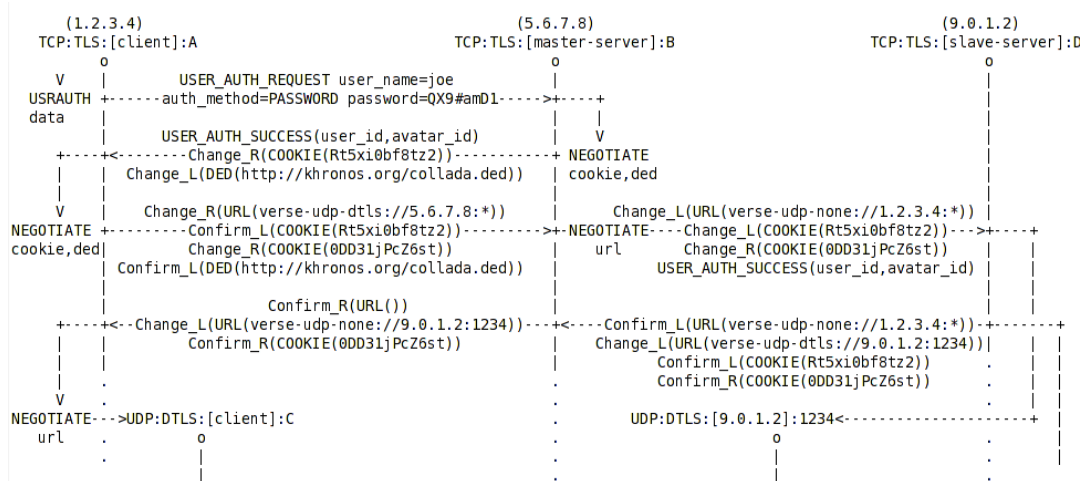 (1.2.3.4) (5.6.7.8) (9.0.1.2)
TCP:TLS:[client]:A TCP:TLS:[master-server]:B TCP:TLS:[slave-server]:D
o o o
V | USER_AUTH_REQUEST user_name=joe | |
USRAUTH +------auth_method=PASSWORD password=QX9#amD1----->+----+ |
data | | | |
| USER_AUTH_SUCCESS(user_id,avatar_id) | V |
+----+<--------Change_R(COOKIE(Rt5xi0bf8tz2))-----------+ NEGOTIATE |
| | Change_L(DED(http://khronos.org/collada.ded)) | cookie,ded |
| | | |
V | Change_R(URL(verse-udp-dtls://5.6.7.8:*)) | Change_L(URL(verse-udp-none://1.2.3.4:*)) |
NEGOTIATE +--------Confirm_L(COOKIE(Rt5xi0bf8tz2))---------->+-NEGOTIATE----Change_L(COOKIE(Rt5xi0bf8tz2))--->+----+
cookie,ded| Change_R(COOKIE(0DD31jPcZ6st)) | url Change_R(COOKIE(0DD31jPcZ6st)) | |
| Confirm_L(DED(http://khronos.org/collada.ded)) | USER_AUTH_SUCCESS(user_id,avatar_id) | |
| Confirm_R(URL()) | | |
+----+<--Change_L(URL(verse-udp-none://9.0.1.2:1234))---+<----Confirm_L(URL(verse-udp-none://1.2.3.4:*)-+--------+
| | Confirm_R(COOKIE(0DD31jPcZ6st)) | Change_L(URL(verse-udp-dtls://9.0.1.2:1234))| | |
| | | Confirm_L(COOKIE(Rt5xi0bf8tz2)) . | |
| . . Confirm_R(COOKIE(0DD31jPcZ6st)) . | |
V . . . | |
NEGOTIATE--->UDP:DTLS:[client]:C . UDP:DTLS:[9.0.1.2]:1234<------------------+ |
url . o . o . |
. | . | . |
| . | .